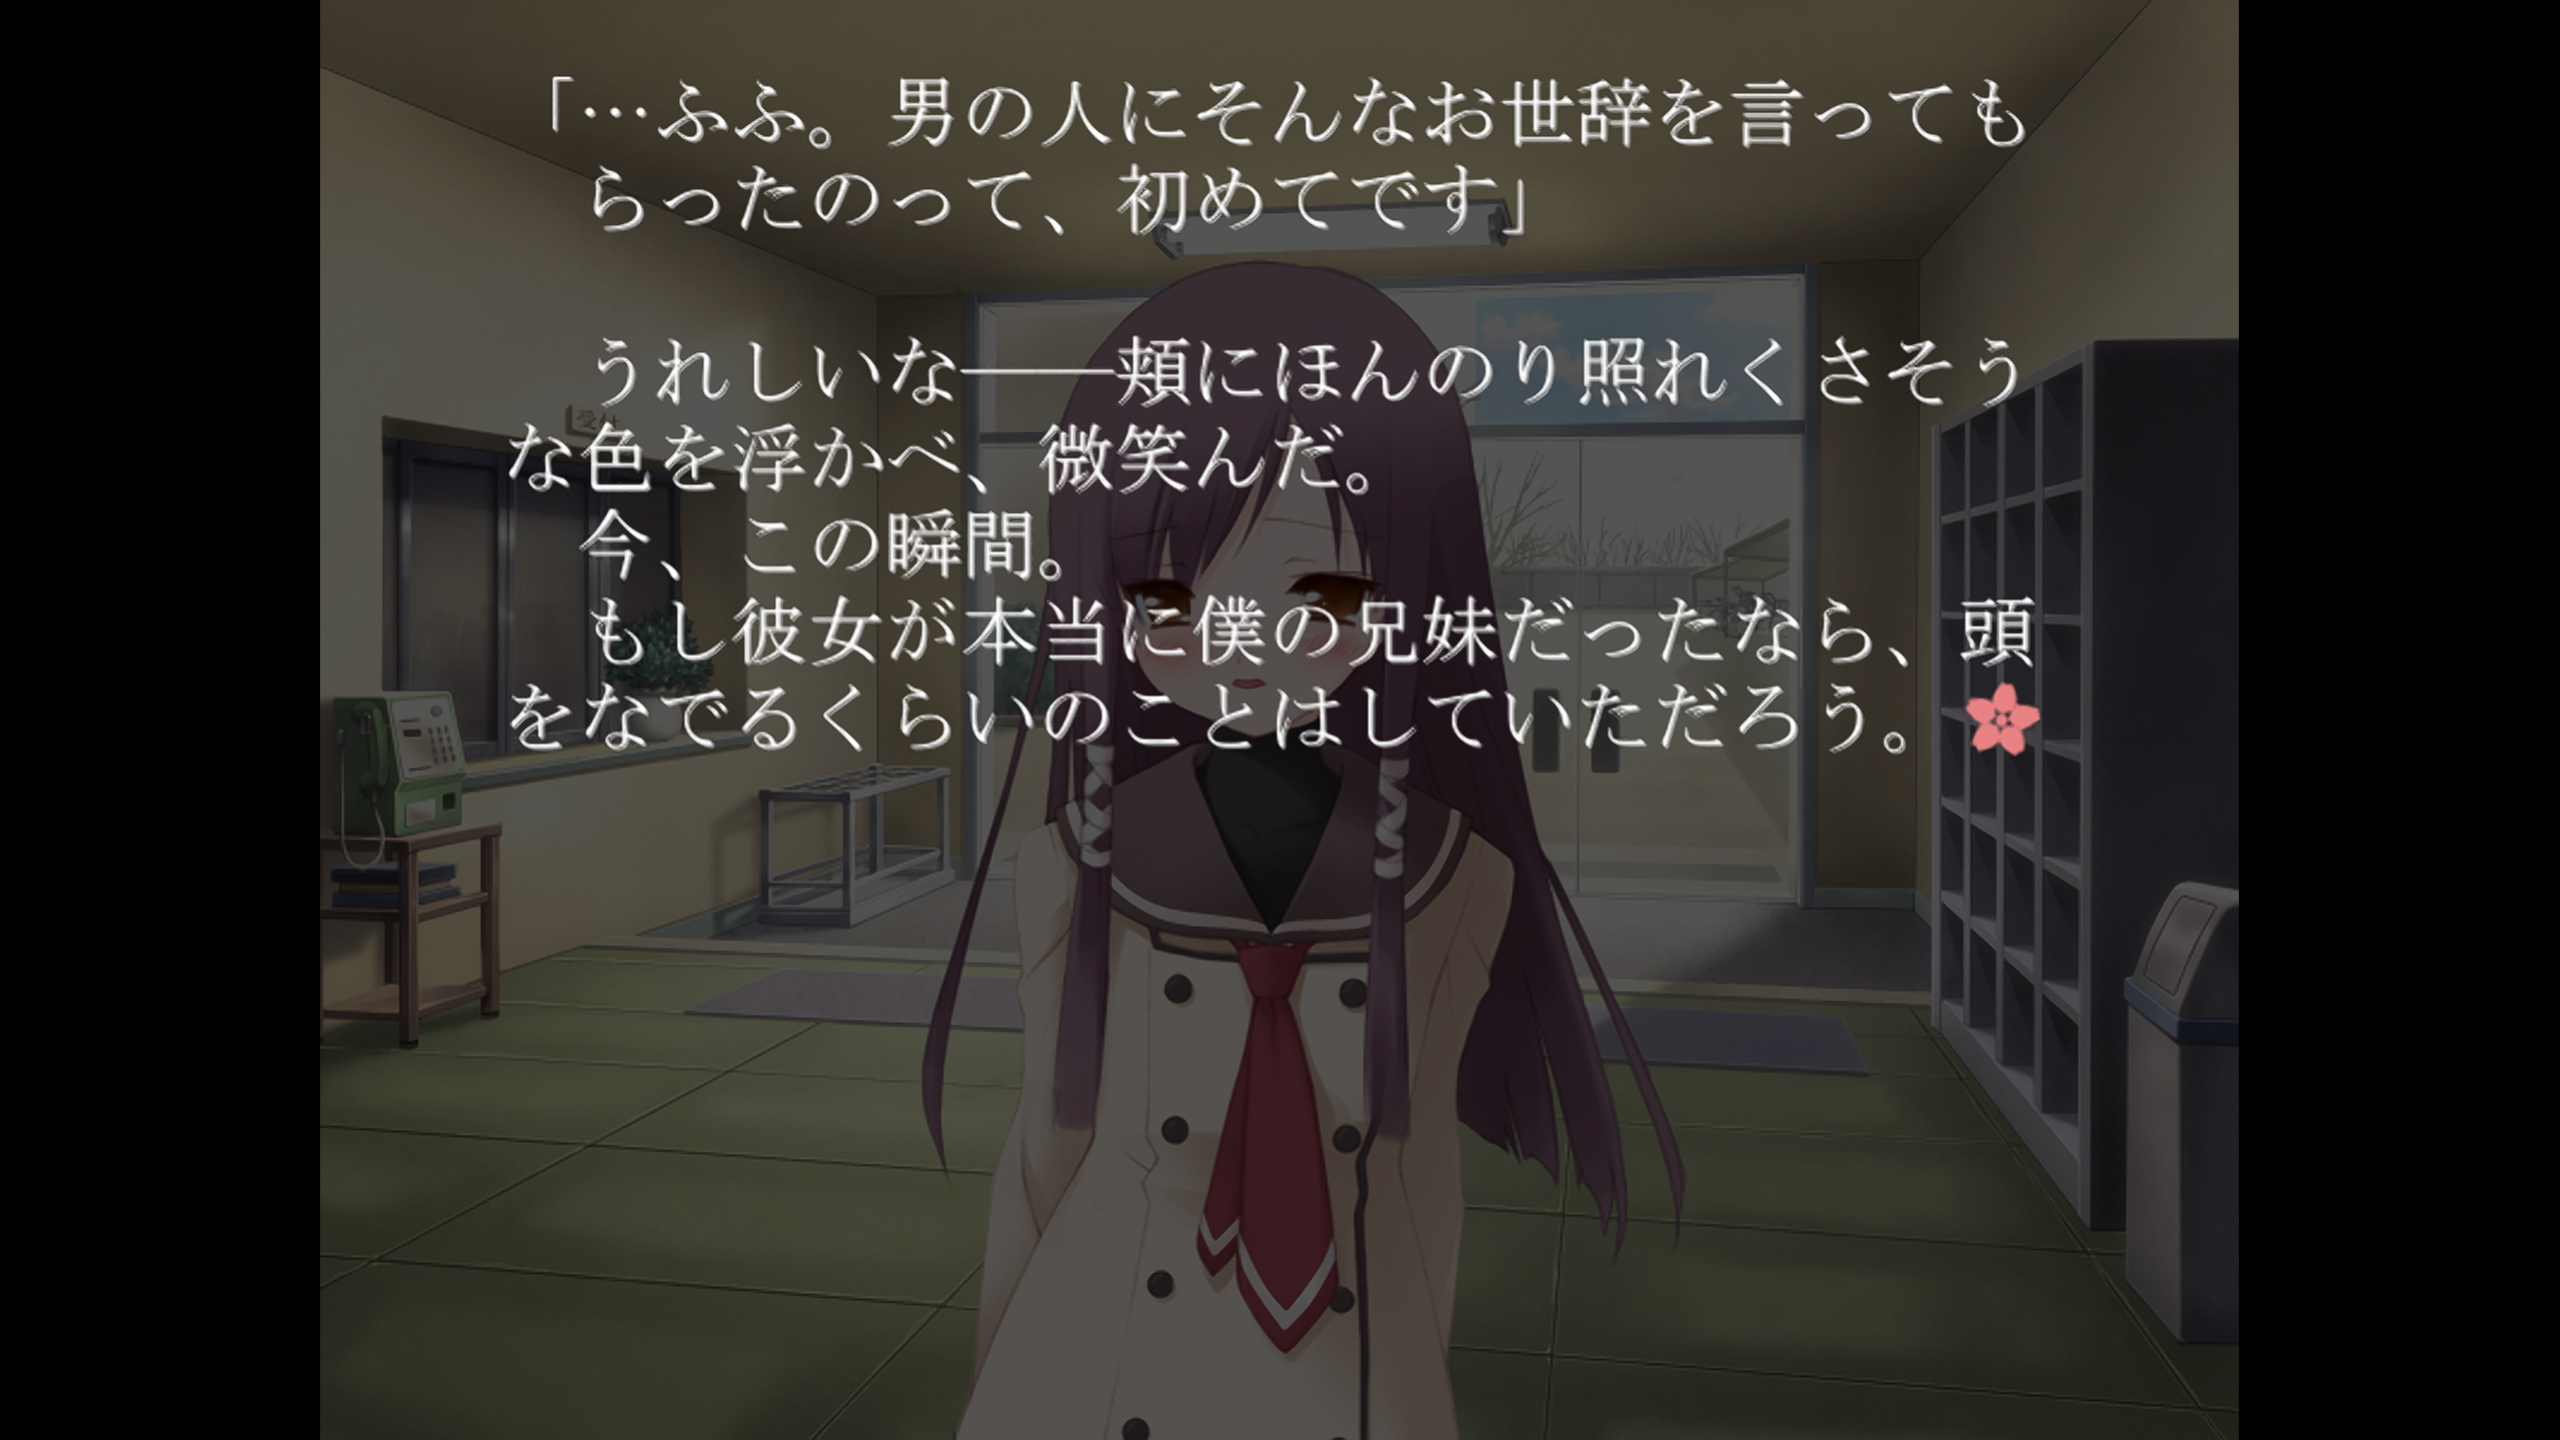 「…ふふ。男の人にそんなお世辞を言っても
らったのって、初めてです」
うれしいな――頬にほんのり照れくさそう
な色を浮かべ、微笑んだ。
今、この瞬間。
もし彼女が本当に僕の兄妹だったなら、頭
をなでるくらいのことはしていただろう。